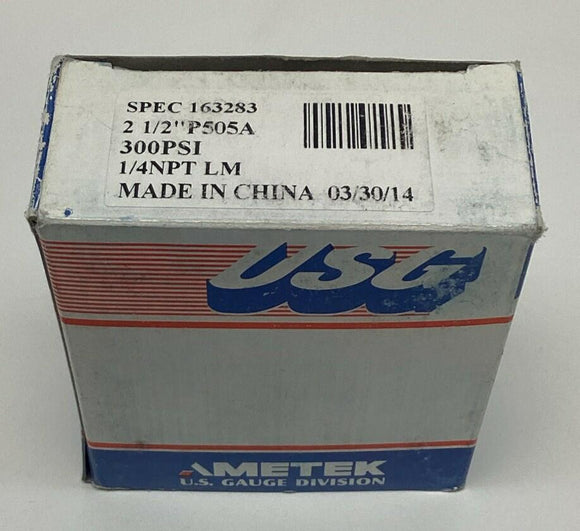 SPEC 163283
2 1/2"P505A
300PSI
1/4NPT LM
MADE IN CHINA 03/30/14
USG
AMETEK
U.S. GAUGE DIVISION